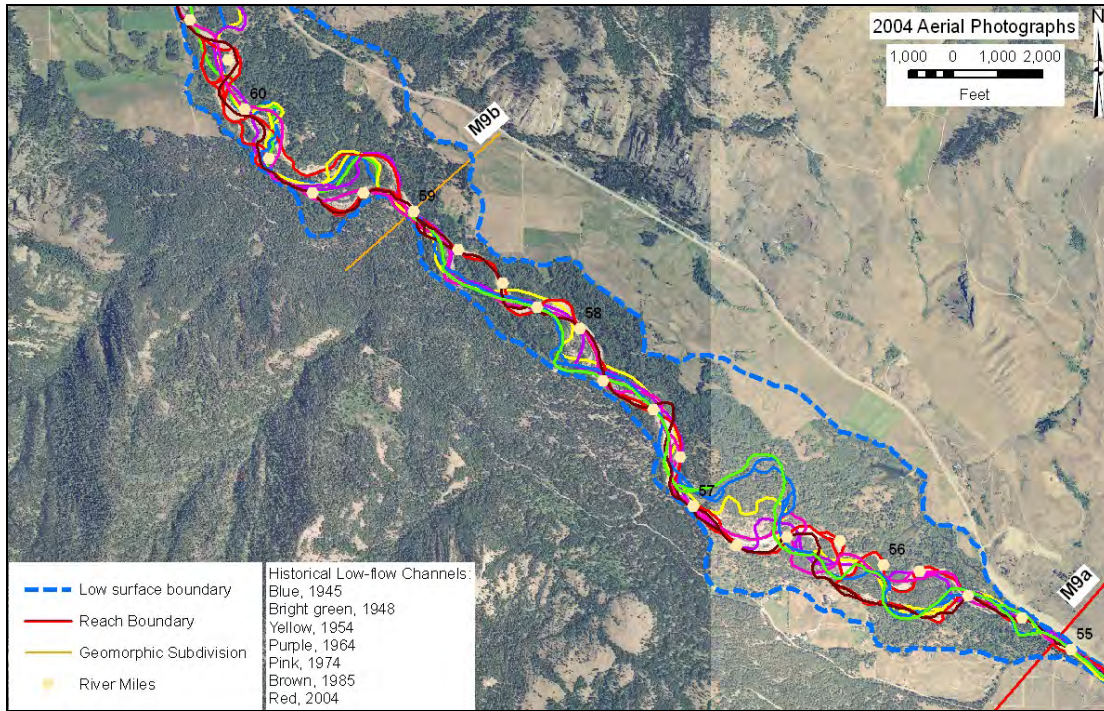 2004 Aerial Photographs
N
1,000 0 1,000 2,000
Feet
60
M9b
59
58
57
56
M9a
55
Low surface boundary
Reach Boundary
Geomorphic Subdivision
River Miles
Historical Low-flow Channels:
Blue, 1945
Bright green, 1948
Yellow, 1954
Purple, 1964
Pink, 1974
Brown, 1985
Red, 2004